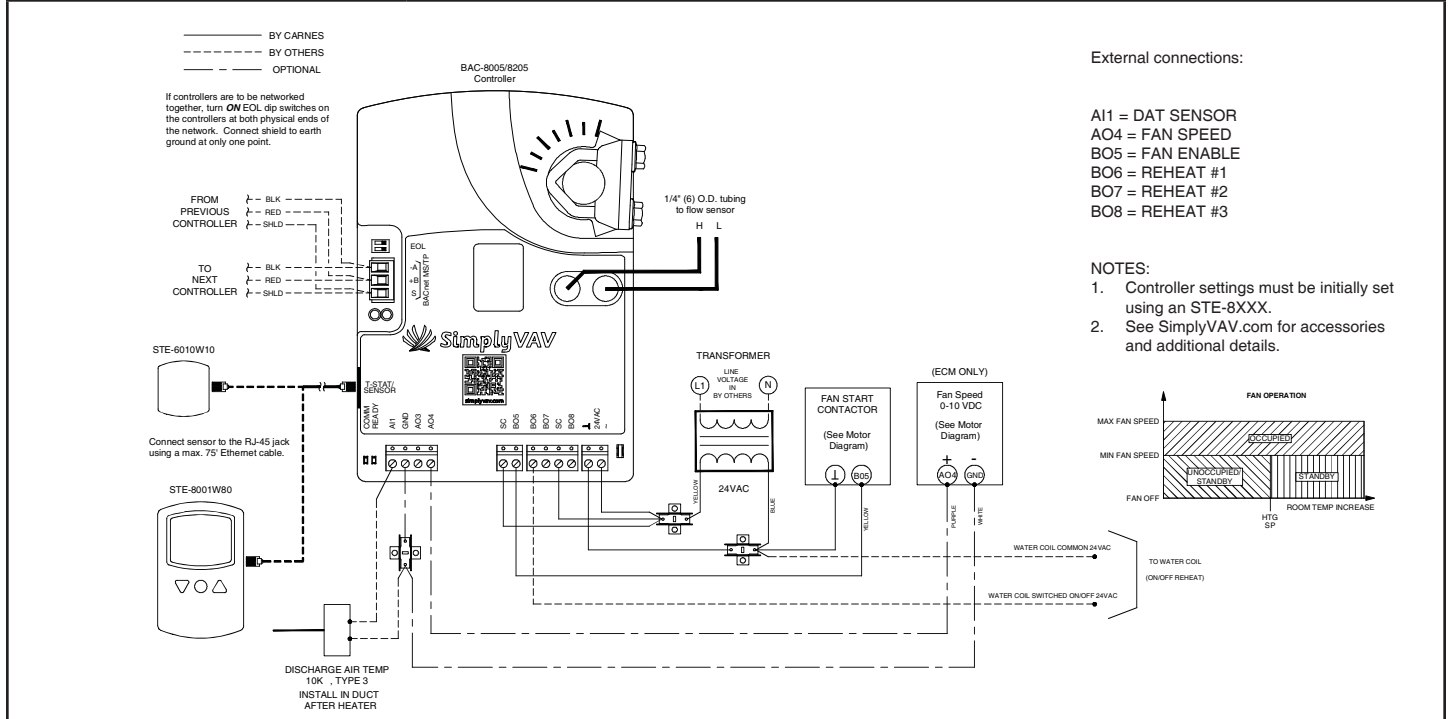 BY CARNES
BY OTHERS
OPTIONAL
If controllers are to be networked
together, turn ON EOL dip switches on
the controllers at both physical ends of
the network. Connect shield to earth
ground at only one point.
BAC-8005/8205
Controller
FROM
PREVIOUS
CONTROLLER
BLK
RED
SHLD
TO
NEXT
CONTROLLER
BLK
RED
SHLD
EOL
-A
+B
S
BACnet MS/TP
1/4" (6) O.D. tubing
to flow sensor
H L
SimplyVAV
simplyvav.com
STE-6010W10
T-STAT/
SENSOR
COMM
READY
AI1
GND
AO3
AO4
SC
BO5
BO6
BO7
SC
BO8
⊥
24VAC
~
Connect sensor to the RJ-45 jack
using a max. 75' Ethernet cable.
STE-8001W80
DISCHARGE AIR TEMP
10K , TYPE 3
INSTALL IN DUCT
AFTER HEATER
TRANSFORMER
L1
LINE
VOLTAGE
IN
BY OTHERS
N
24VAC
YELLOW
BLUE
FAN START
CONTACTOR
(See Motor
Diagram)
⊥
B05
YELLOW
(ECM ONLY)
Fan Speed
0-10 VDC
(See Motor
Diagram)
+ -
AO4
GND
PURPLE
WHITE
WATER COIL COMMON 24VAC
WATER COIL SWITCHED ON/OFF 24VAC
TO WATER COIL
(ON/OFF REHEAT)
External connections:
AI1 = DAT SENSOR
AO4 = FAN SPEED
BO5 = FAN ENABLE
BO6 = REHEAT #1
BO7 = REHEAT #2
BO8 = REHEAT #3
NOTES:
1. Controller settings must be initially set
using an STE-8XXX.
2. See SimplyVAV.com for accessories
and additional details.
FAN OPERATION
MAX FAN SPEED
OCCUPIED
MIN FAN SPEED
UNOCCUPIED/
STANDBY
STANDBY
FAN OFF
ROOM TEMP INCREASE
HTG
SP